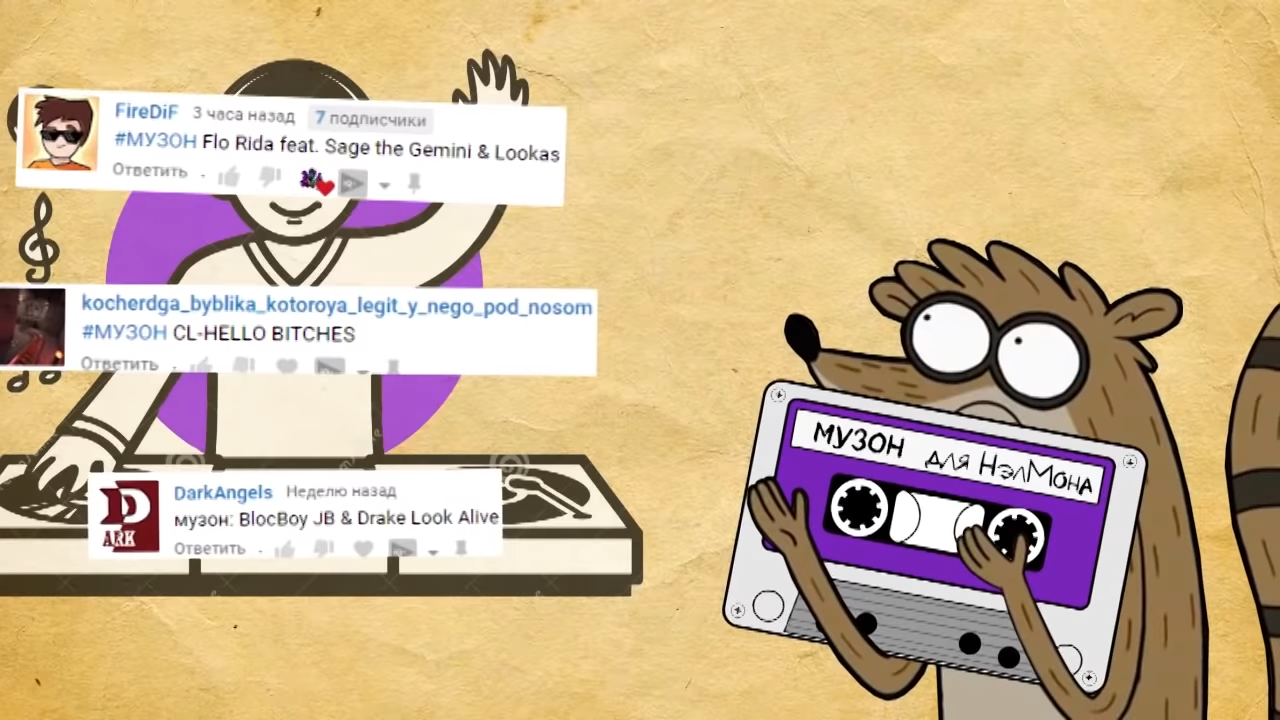 FireDiF 3 часа назад 7 подписчики
#МУЗОН Flo Rida feat. Sage the Gemini & Lookas
Ответить
kocherdga_byblika_kotoroya_legit_y_nego_pod_nosom
#МУЗОН CL-HELLO BITCHES
Ответить
D
ARK
DarkAngels Неделю назад
музон: BlocBoy JB & Drake Look Alive
Ответить
МУЗОН для НэлМона